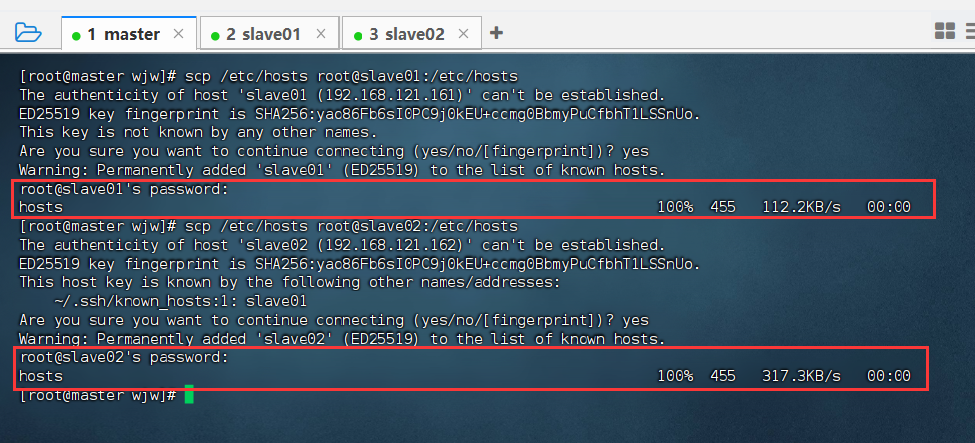 1 master × 2 slave01 × 3 slave02 × +
[root@master wjw]# scp /etc/hosts root@slave01:/etc/hosts
The authenticity of host 'slave01 (192.168.121.161)' can't be established.
ED25519 key fingerprint is SHA256:yac86Fb6sI0PC9j0kEU+ccmg0BbmyPuCfbhT1LSSnUo.
This key is not known by any other names.
Are you sure you want to continue connecting (yes/no/[fingerprint])? yes
Warning: Permanently added 'slave01' (ED25519) to the list of known hosts.
root@slave01's password:
hosts 100% 455 112.2KB/s 00:00
[root@master wjw]# scp /etc/hosts root@slave02:/etc/hosts
The authenticity of host 'slave02 (192.168.121.162)' can't be established.
ED25519 key fingerprint is SHA256:yac86Fb6sI0PC9j0kEU+ccmg0BbmyPuCfbhT1LSSnUo.
This host key is known by the following other names/addresses:
    ~/.ssh/known_hosts:1: slave01
Are you sure you want to continue connecting (yes/no/[fingerprint])? yes
Warning: Permanently added 'slave02' (ED25519) to the list of known hosts.
root@slave02's password:
hosts 100% 455 317.3KB/s 00:00
[root@master wjw]#